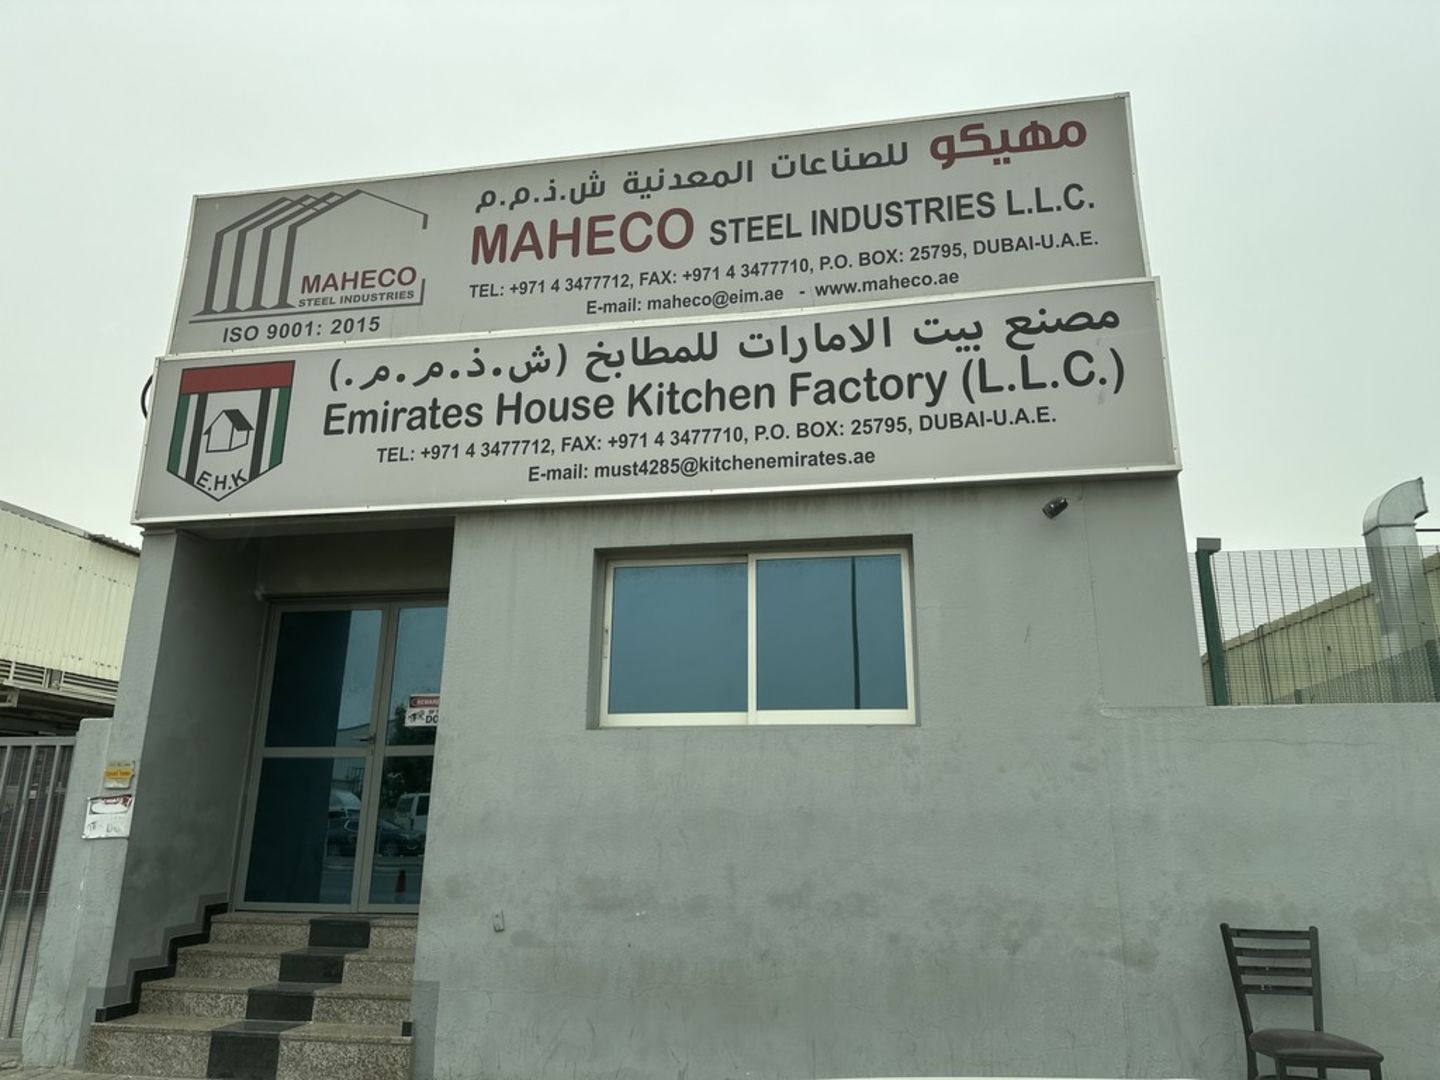 مهيكو للصناعات المعدنية ش.ذ.م.م
MAHECO STEEL INDUSTRIES L.L.C.
TEL: +971 4 3477712, FAX: +971 4 3477710, P.O. BOX: 25795, DUBAI-U.A.E.
E-mail: maheco@eim.ae - www.maheco.ae
MAHECO
STEEL INDUSTRIES
ISO 9001: 2015
مصنع بيت الامارات للمطابخ (ش.ذ.م.م.)
Emirates House Kitchen Factory (L.L.C.)
TEL: +971 4 3477712, FAX: +971 4 3477710, P.O. BOX: 25795, DUBAI-U.A.E.
E-mail: must4285@kitchenemirates.ae
E.H.K
BEWARE